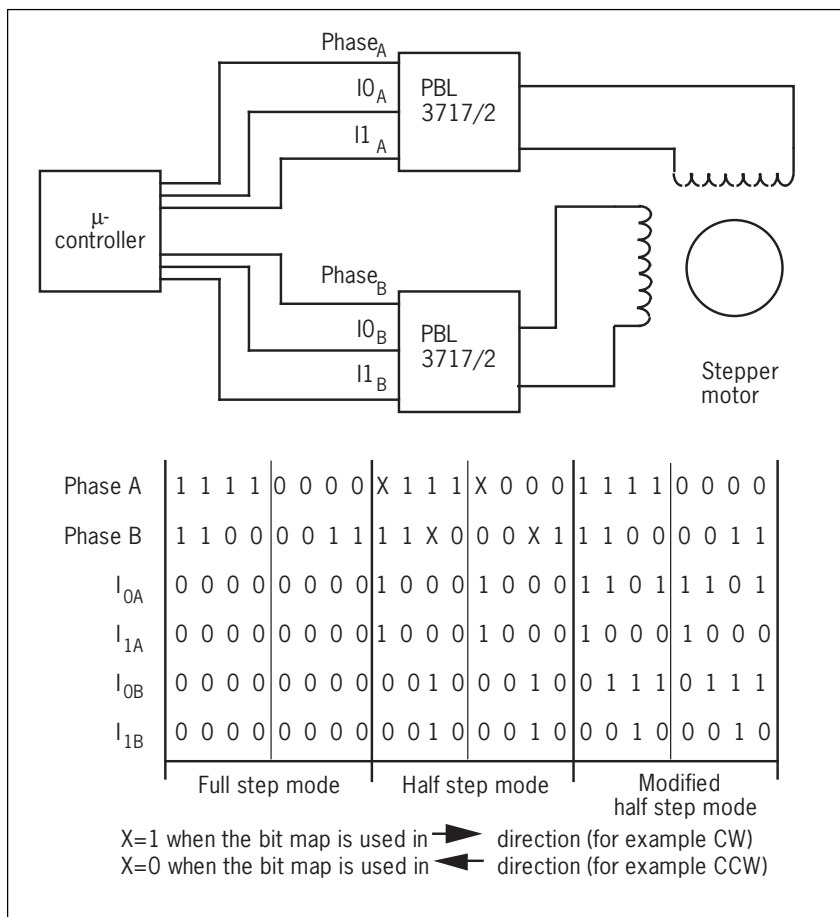 Phase A
I0 A
I1 A
PBL
3717/2
µ-
controller
Phase B
I0 B
I1 B
PBL
3717/2
Stepper
motor
Phase A 1 1 1 1 0 0 0 0 X 1 1 1 X 0 0 0 1 1 1 1 0 0 0 0
Phase B 1 1 0 0 0 0 1 1 1 1 X 0 0 0 X 1 1 1 0 0 0 0 1 1
I0A 0 0 0 0 0 0 0 0 1 0 0 0 1 0 0 0 1 1 0 1 1 1 0 1
I1A 0 0 0 0 0 0 0 0 1 0 0 0 1 0 0 0 1 0 0 0 1 0 0 0
I0B 0 0 0 0 0 0 0 0 0 0 1 0 0 0 1 0 0 1 1 1 0 1 1 1
I1B 0 0 0 0 0 0 0 0 0 0 1 0 0 0 1 0 0 0 1 0 0 0 1 0
Full step mode Half step mode Modified
half step mode
X=1 when the bit map is used in direction (for example CW)
X=0 when the bit map is used in direction (for example CCW)